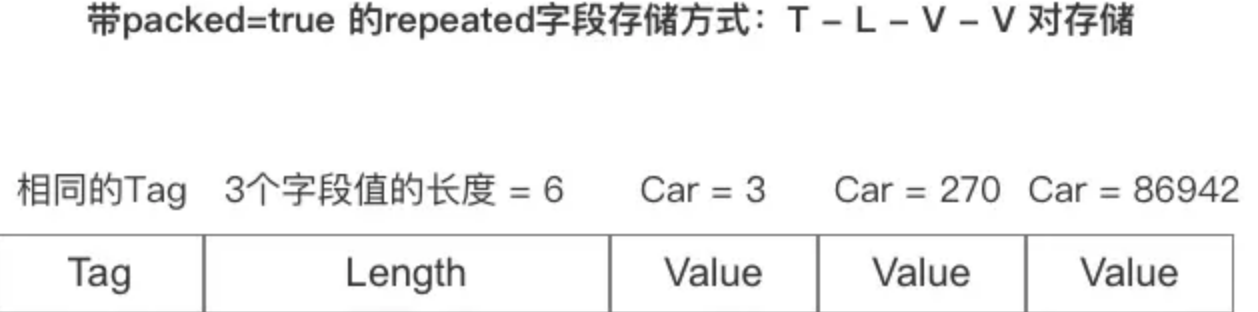 带packed=true 的repeated字段存储方式：T – L – V – V 对存储
相同的Tag 3个字段值的长度 = 6 Car = 3 Car = 270 Car = 86942
Tag Length Value Value Value